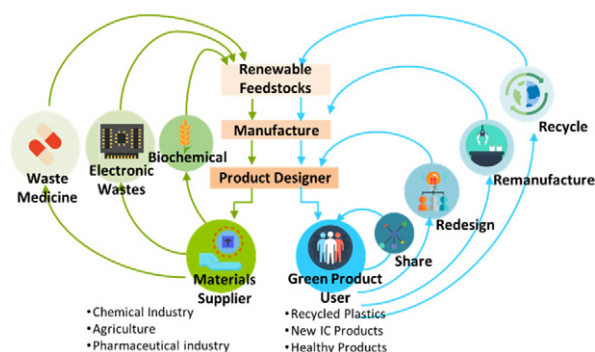 Renewable
Feedstocks
Manufacture
Product Designer
Waste
Medicine
Electronic
Wastes
Biochemical
Recycle
Remanufacture
Redesign
Share
Materials
Supplier
Green Product
User
•Chemical Industry
•Agriculture
•Pharmaceutical industry
•Recycled Plastics
•New IC Products
•Healthy Products